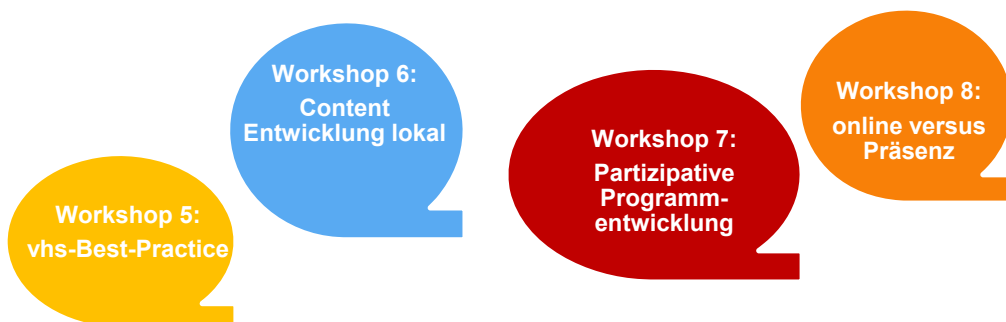 Workshop 5:
vhs-Best-Practice
Workshop 6:
Content
Entwicklung lokal
Workshop 7:
Partizipative
Programm-
entwicklung
Workshop 8:
online versus
Präsenz